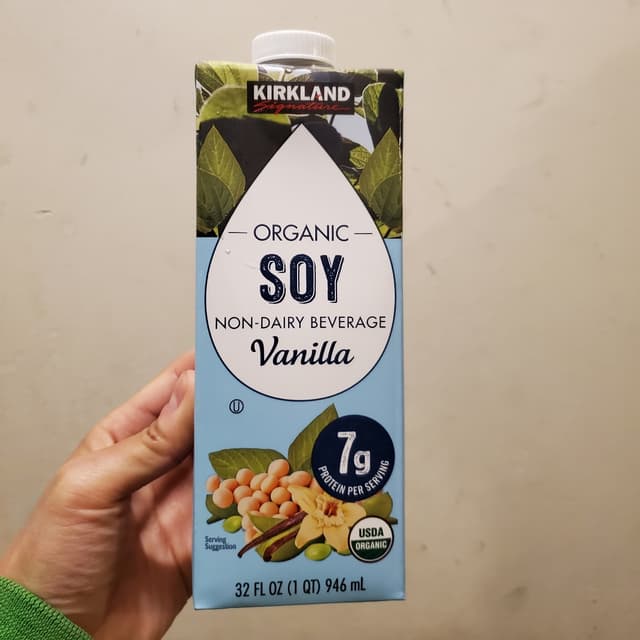 KIRKLAND
Signature
ORGANIC
SOY
NON-DAIRY BEVERAGE
Vanilla
U
7g
PROTEIN PER SERVING
Serving
Suggestion
USDA
ORGANIC
32 FL OZ (1 QT) 946 mL